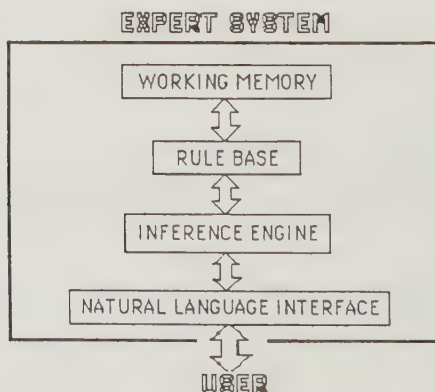 EXPERT SYSTEM
WORKING MEMORY
RULE BASE
INFERENCE ENGINE
NATURAL LANGUAGE INTERFACE
USER